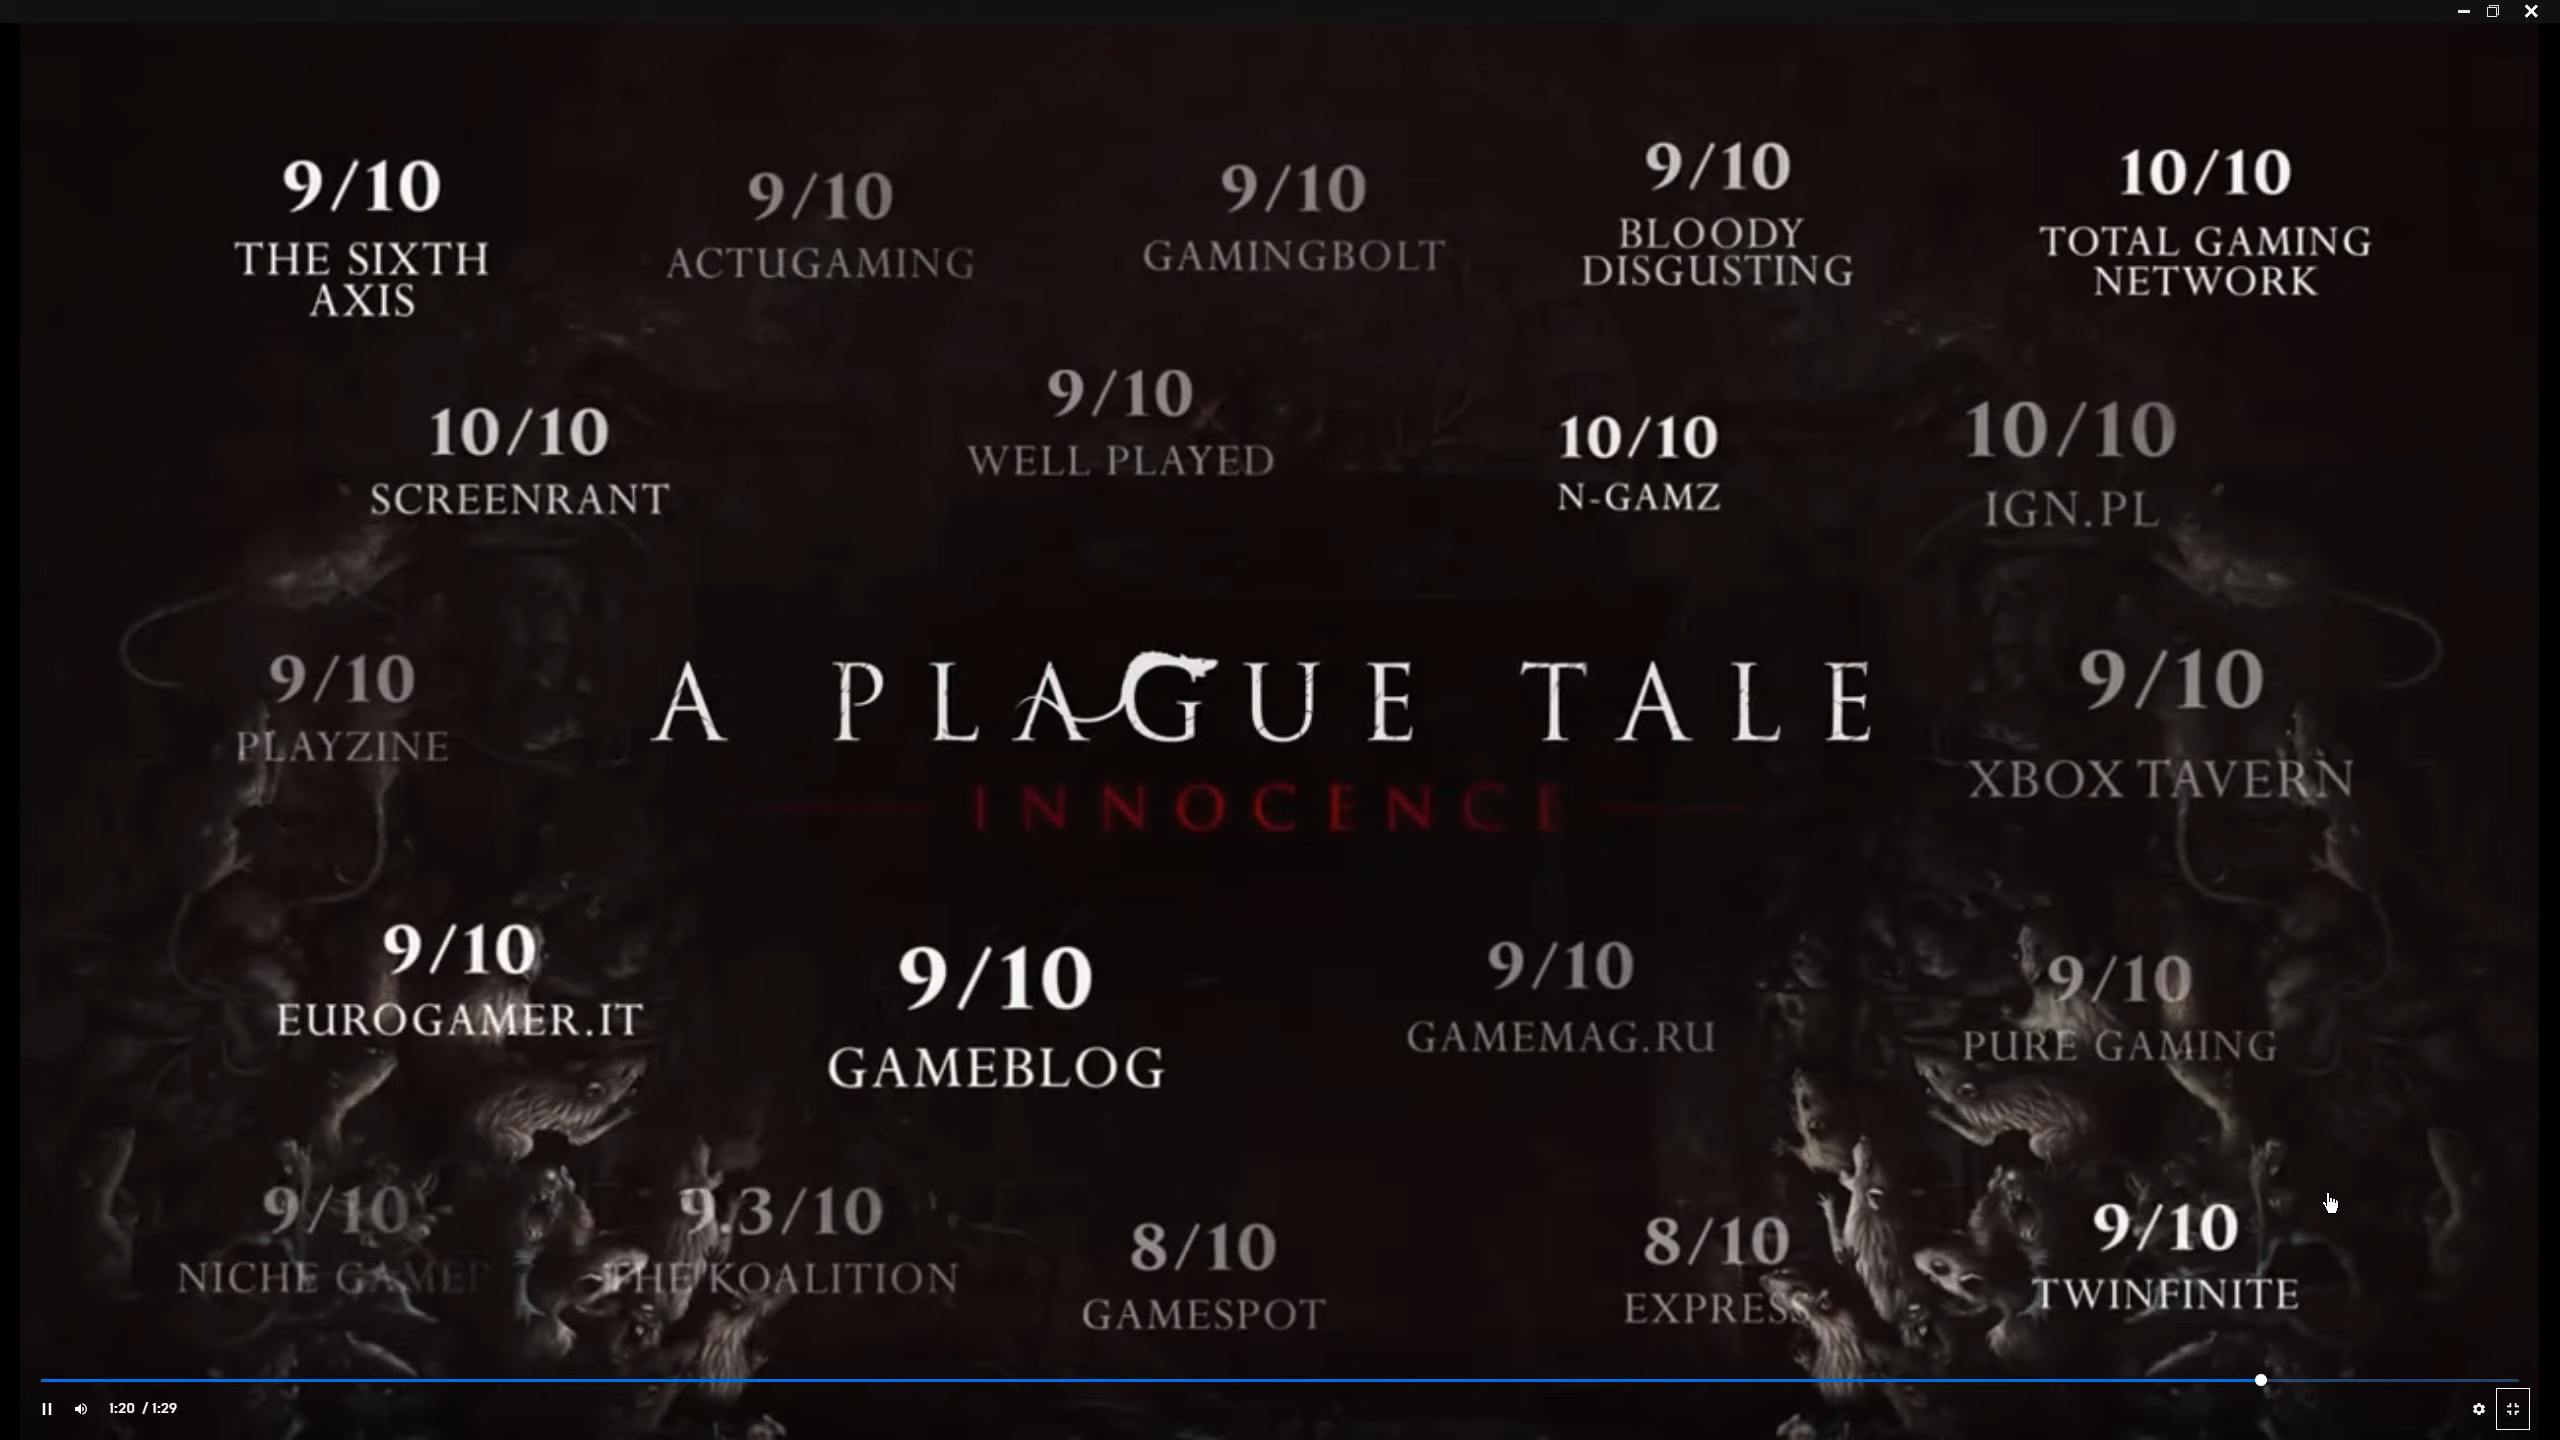 9/10
THE SIXTH
AXIS
9/10
ACTUGAMING
9/10
GAMINGBOLT
9/10
BLOODY
DISGUSTING
10/10
TOTAL GAMING
NETWORK
10/10
SCREENRANT
9/10
WELL PLAYED
10/10
N-GAMZ
10/10
IGN.PL
9/10
PLAYZINE
A PLAGUE TALE
INNOCENCE
9/10
XBOX TAVERN
9/10
EUROGAMER.IT
9/10
GAMEBLOG
9/10
GAMEMAG.RU
9/10
PURE GAMING
9/10
NICHE GAMER
9.3/10
THE KOALITION
8/10
GAMESPOT
8/10
EXPRESS
9/10
TWINFINITE
1:20 / 1:29